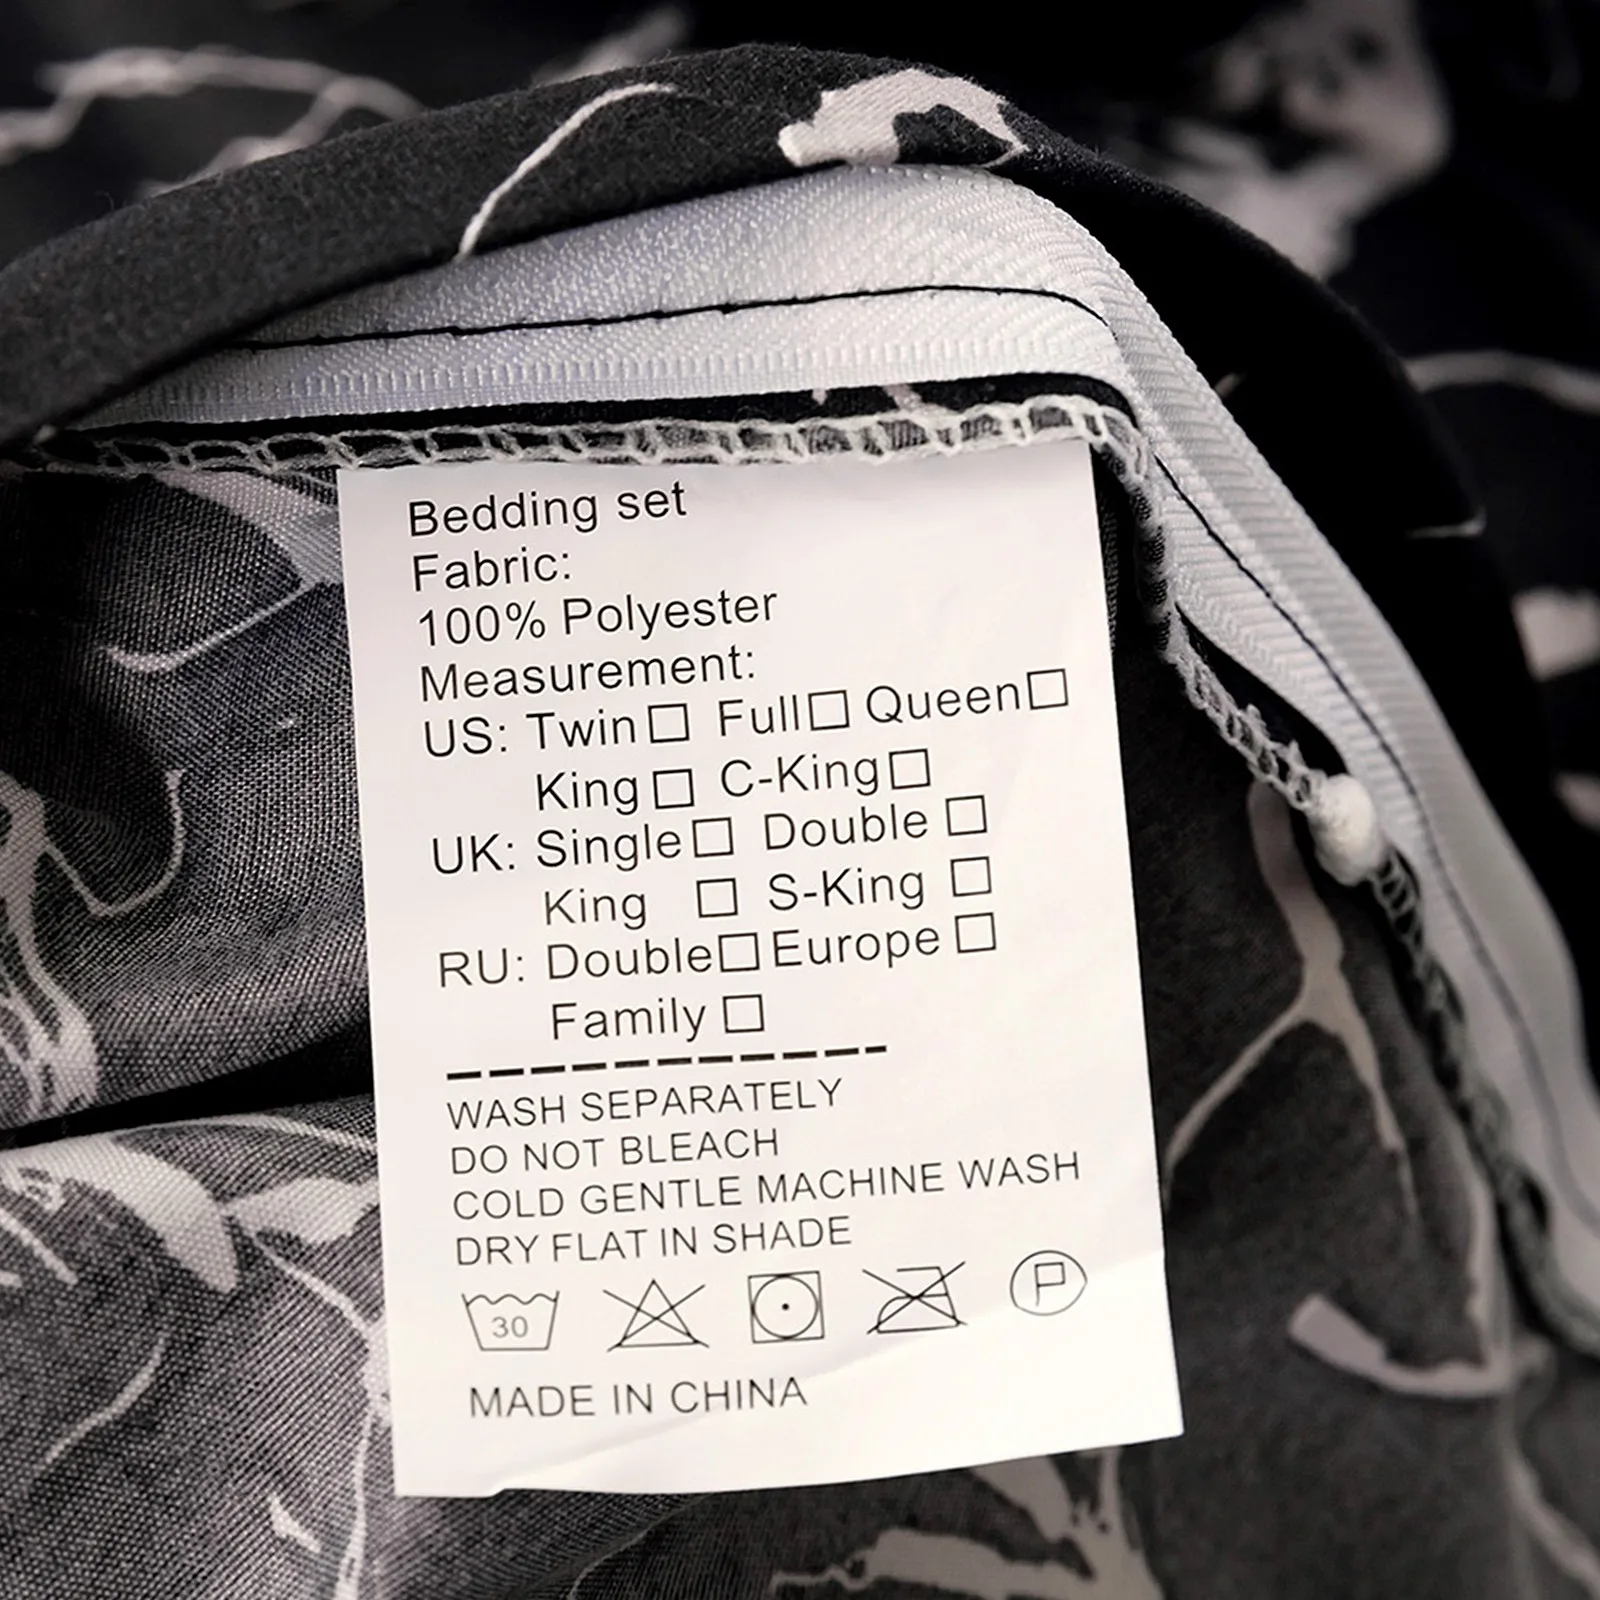 Bedding set
Fabric:
100% Polyester
Measurement:
US: Twin□ Full□ Queen□
King□ C-King□
UK: Single□ Double □
King □ S-King □
RU: Double□ Europe □
Family □
WASH SEPARATELY
DO NOT BLEACH
COLD GENTLE MACHINE WASH
DRY FLAT IN SHADE
30 P
MADE IN CHINA